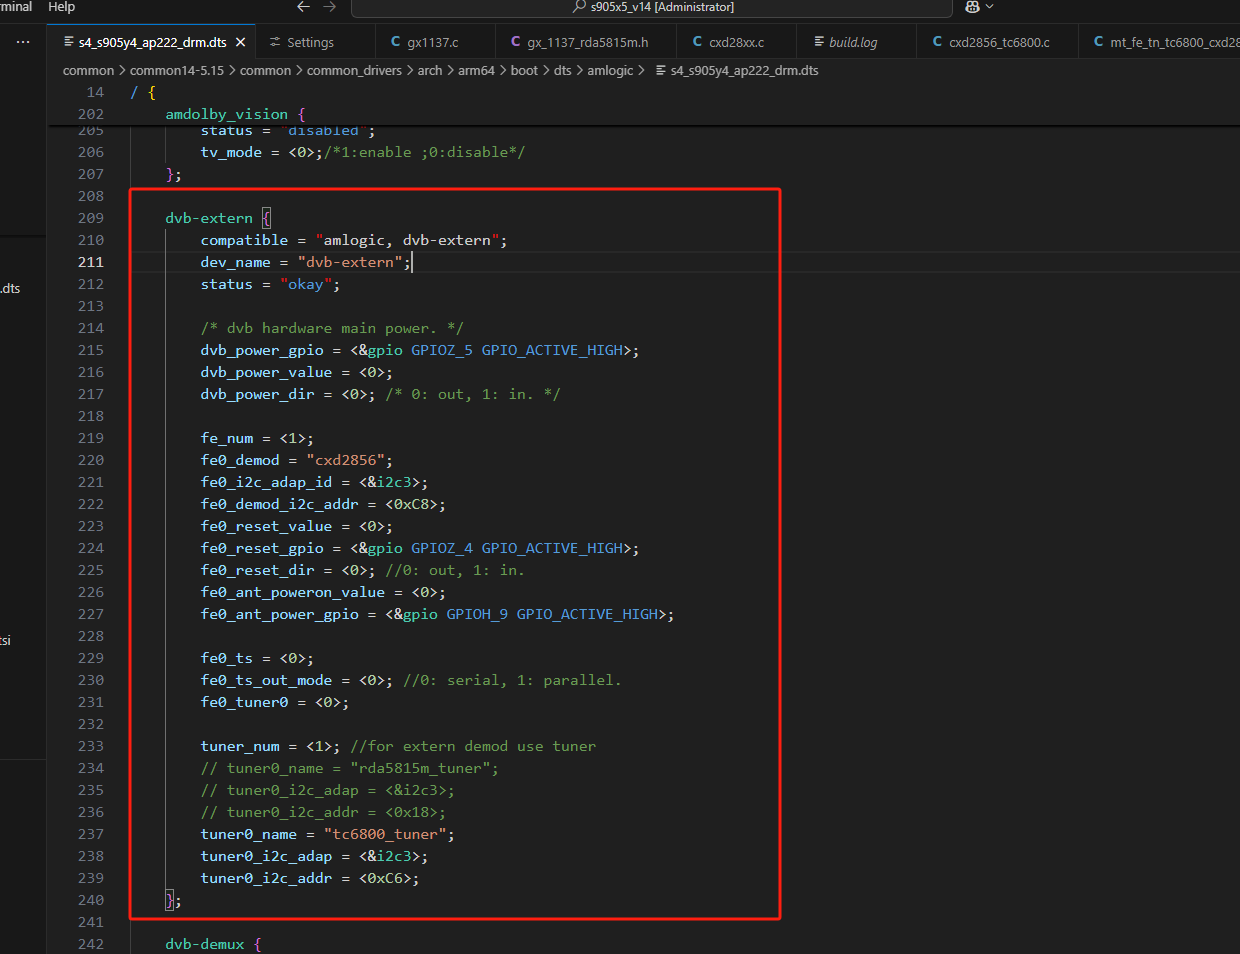 rminal Help s905x5_v14 [Administrator]
s4_s905y4_ap222_drm.dts Settings gx1137.c gx_1137_rda5815m.h cxd28xx.c build.log cxd2856_tc6800.c mt_fe_tn_tc6800_cxd28
common > common14-5.15 > common > common_drivers > arch > arm64 > boot > dts > amlogic > s4_s905y4_ap222_drm.dts
14 / {
202 amdolby_vision {
205 status = "disabled";
206 tv_mode = <0>;/*1:enable ;0:disable*/
207 };
208
209 dvb-extern {
210 compatible = "amlogic, dvb-extern";
211 dev_name = "dvb-extern";
212 status = "okay";
213
214 /* dvb hardware main power. */
215 dvb_power_gpio = <&gpio GPIOZ_5 GPIO_ACTIVE_HIGH>;
216 dvb_power_value = <0>;
217 dvb_power_dir = <0>; /* 0: out, 1: in. */
218
219 fe_num = <1>;
220 fe0_demod = "cxd2856";
221 fe0_i2c_adap_id = <&i2c3>;
222 fe0_demod_i2c_addr = <0xC8>;
223 fe0_reset_value = <0>;
224 fe0_reset_gpio = <&gpio GPIOZ_4 GPIO_ACTIVE_HIGH>;
225 fe0_reset_dir = <0>; //0: out, 1: in.
226 fe0_ant_poweron_value = <0>;
227 fe0_ant_power_gpio = <&gpio GPIOH_9 GPIO_ACTIVE_HIGH>;
228
229 fe0_ts = <0>;
230 fe0_ts_out_mode = <0>; //0: serial, 1: parallel.
231 fe0_tuner0 = <0>;
232
233 tuner_num = <1>; //for extern demod use tuner
234 // tuner0_name = "rda5815m_tuner";
235 // tuner0_i2c_adap = <&i2c3>;
236 // tuner0_i2c_addr = <0x18>;
237 tuner0_name = "tc6800_tuner";
238 tuner0_i2c_adap = <&i2c3>;
239 tuner0_i2c_addr = <0xC6>;
240 };
241
242 dvb-demux {
.dts
tsi